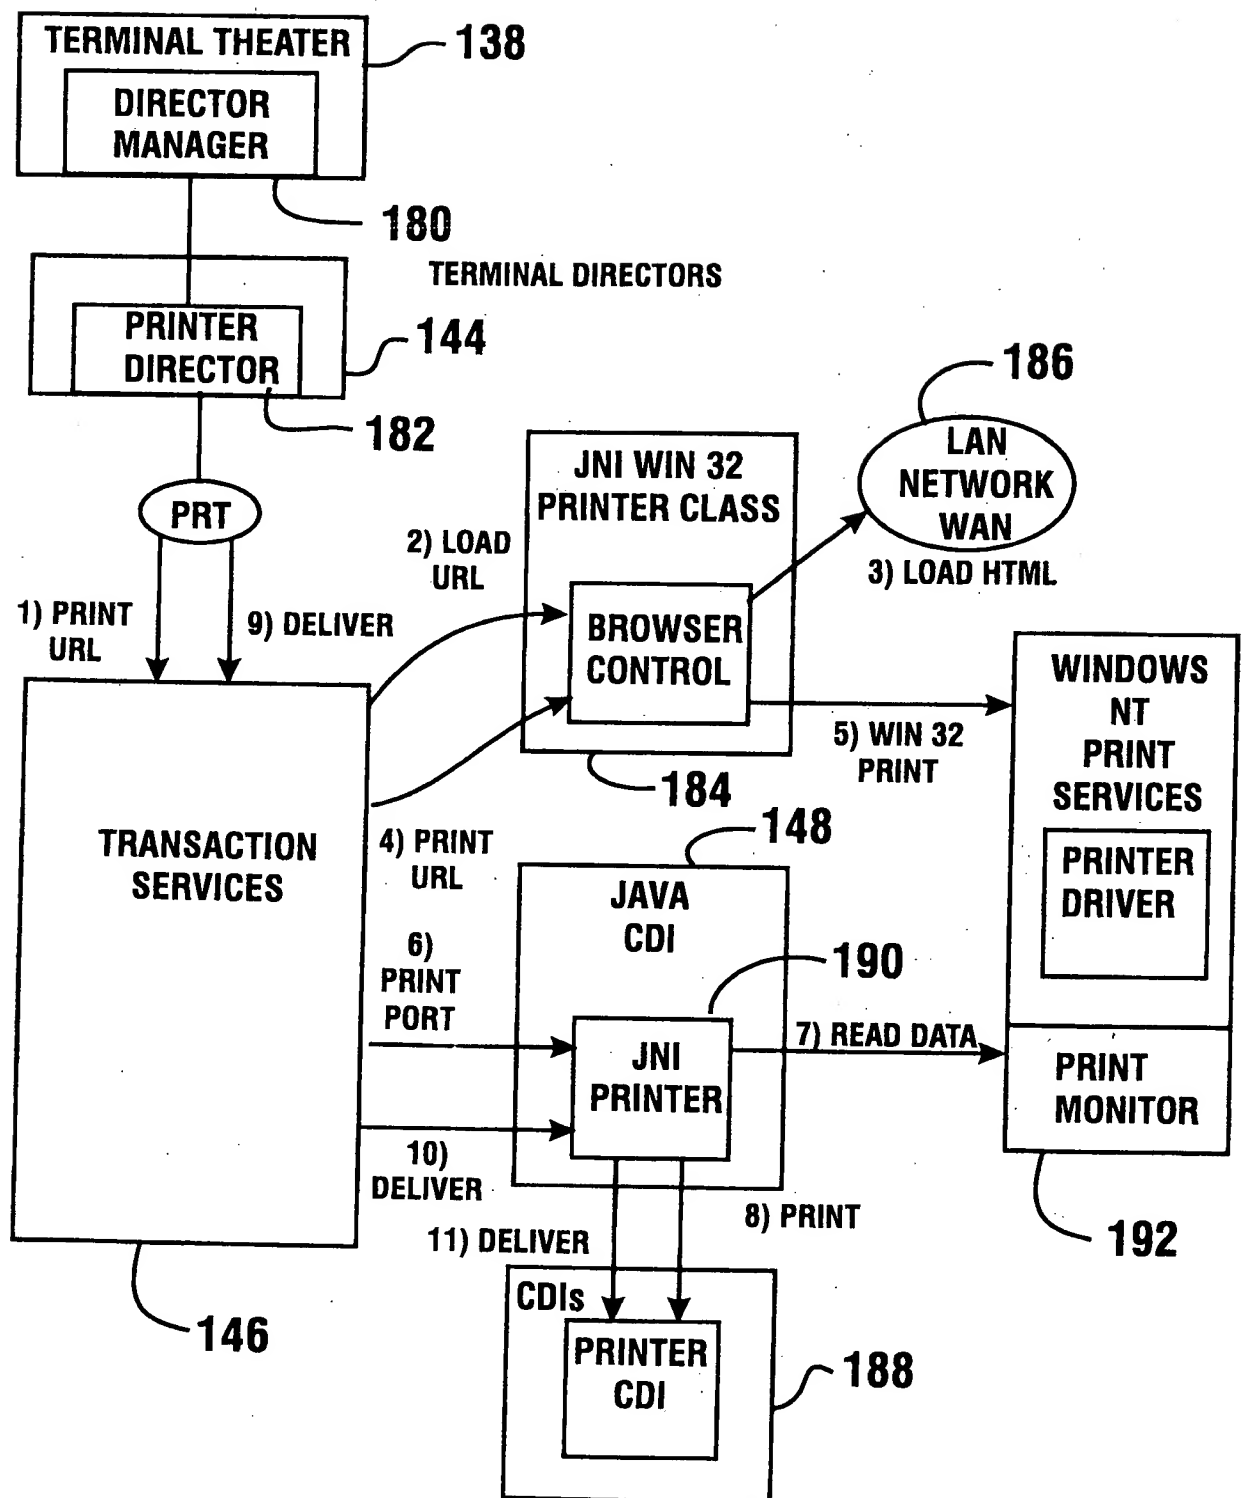 TERMINAL THEATER
138
DIRECTOR
MANAGER
180
TERMINAL DIRECTORS
PRINTER
DIRECTOR
144
182
PRT
1) PRINT
URL
9) DELIVER
2) LOAD
URL
JNI WIN 32
PRINTER CLASS
186
LAN
NETWORK
WAN
3) LOAD HTML
BROWSER
CONTROL
184
4) PRINT
URL
5) WIN 32
PRINT
WINDOWS
NT
PRINT
SERVICES
PRINTER
DRIVER
TRANSACTION
SERVICES
148
JAVA
CDI
6)
PRINT
PORT
190
JNI
PRINTER
7) READ DATA
PRINT
MONITOR
192
10)
DELIVER
11) DELIVER
8) PRINT
146
CDIs
PRINTER
CDI
188